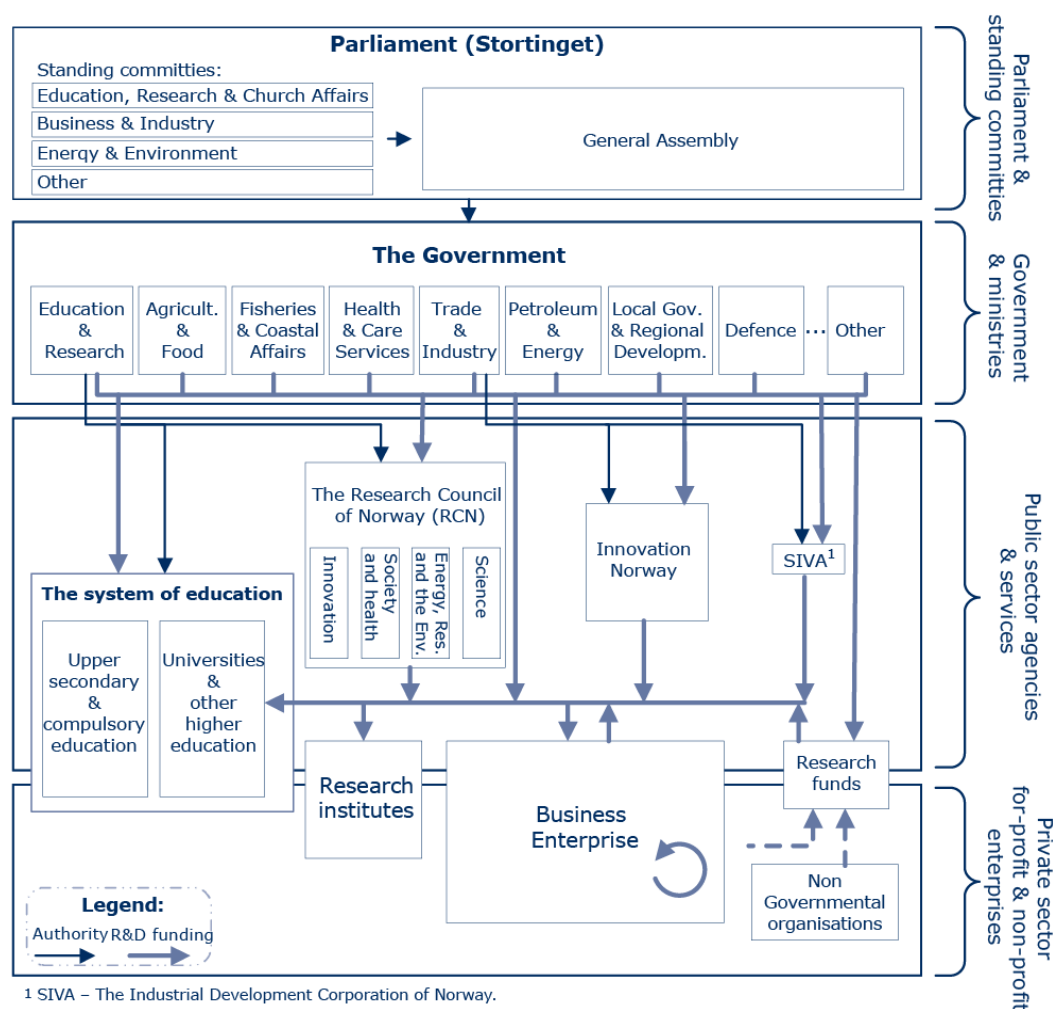 Parliament (Stortinget)
Standing committies:
Education, Research & Church Affairs
Business & Industry
Energy & Environment
Other
General Assembly
Parliament &
standing committies
The Government
Education
&
Research
Agricult.
&
Food
Fisheries
& Coastal
Affairs
Health
& Care
Services
Trade
&
Industry
Petroleum
&
Energy
Local Gov.
& Regional
Developm.
Defence
...
Other
Government
& ministries
The Research Council
of Norway (RCN)
Innovation
Society
and health
Energy, Res.
and the Env.
Science
Innovation
Norway
SIVA¹
The system of education
Upper
secondary
&
compulsory
education
Universities
&
other
higher
education
Public sector agencies
& services
Research
institutes
Business
Enterprise
Research
funds
Non
Governmental
organisations
Private sector
for-profit & non-profit
enterprises
Legend:
Authority
R&D funding
¹ SIVA – The Industrial Development Corporation of Norway.